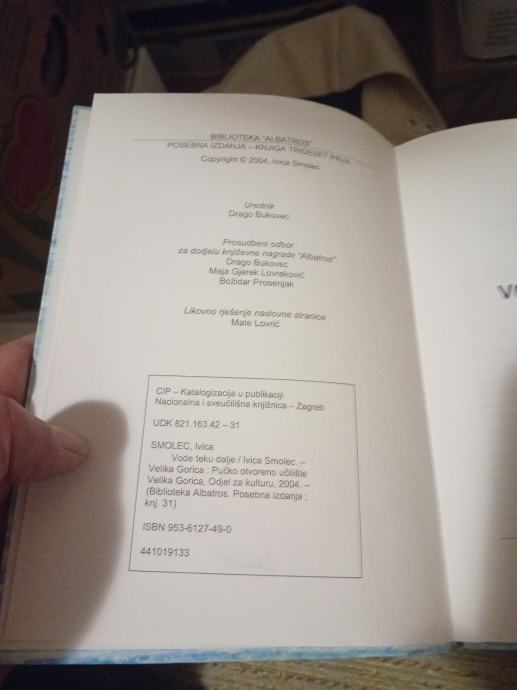 BIBLIOTEKA "ALBATROS"
POSEBNA IZDANJA – KNJIGA TRIDESET PRVA
Copyright © 2004. Ivica Smolec
Urednik
Drago Bukovec
Prosudbeni odbor
za dodjelu književne nagrade "Albatros"
Drago Bukovec
Maja Gjerek Lovreković
Božidar Prosenjak
Likovno rješenje naslovne stranice
Mate Lovrić
CIP – Katalogizacija u publikaciji
Nacionalna i sveučilišna knjižnica – Zagreb
UDK 821.163.42 – 31
SMOLEC, Ivica
Vode teku dalje / Ivica Smolec. –
Velika Gorica : Pučko otvoreno učilište
Velika Gorica, Odjel za kulturu, 2004. –
(Biblioteka Albatros. Posebna izdanja ;
knj. 31)
ISBN 953-6127-49-0
441019133